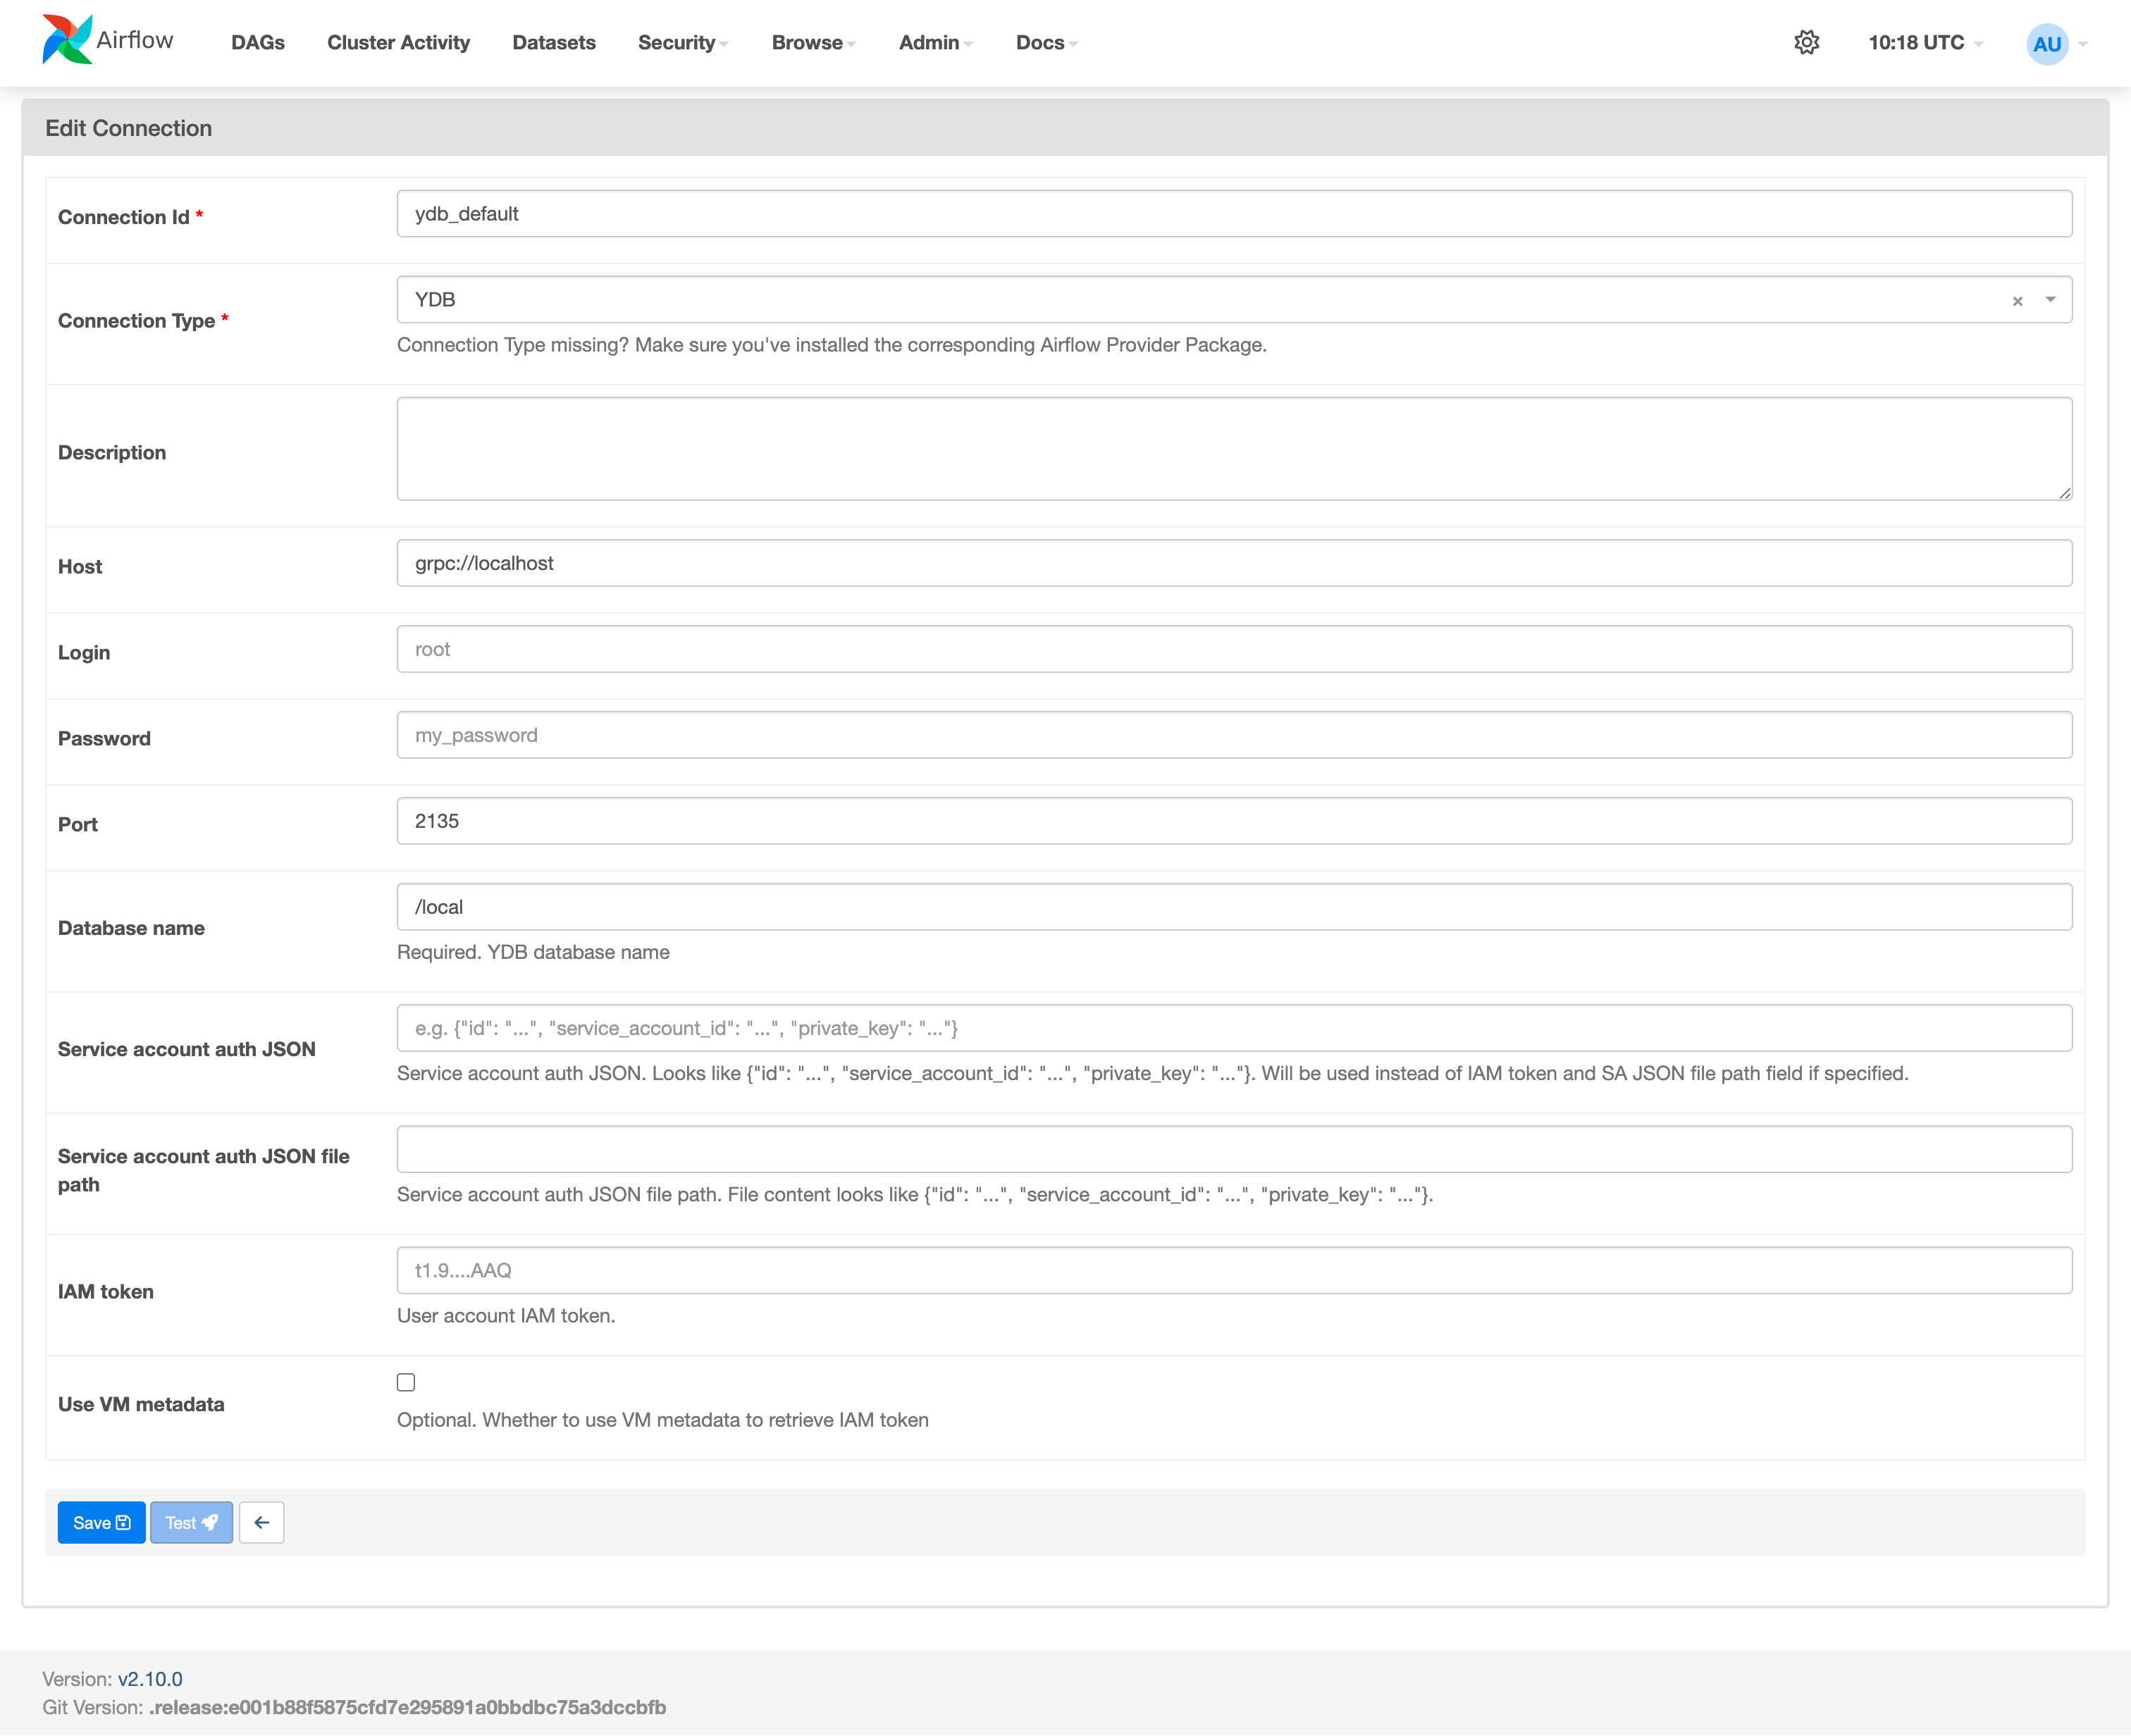 Airflow DAGs Cluster Activity Datasets Security Browse Admin Docs 10:18 UTC AU
Edit Connection
Connection Id * ydb_default
Connection Type * YDB × 
Connection Type missing? Make sure you've installed the corresponding Airflow Provider Package.
Description
Host grpc://localhost
Login root
Password my_password
Port 2135
Database name /local
Required. YDB database name
Service account auth JSON e.g. {"id": "...", "service_account_id": "...", "private_key": "..."}
Service account auth JSON. Looks like {"id": "...", "service_account_id": "...", "private_key": "..."}. Will be used instead of IAM token and SA JSON file path field if specified.
Service account auth JSON file
path
Service account auth JSON file path. File content looks like {"id": "...", "service_account_id": "...", "private_key": "..."}.
IAM token t1.9....AAQ
User account IAM token.
Use VM metadata
Optional. Whether to use VM metadata to retrieve IAM token
Save Test
Version: v2.10.0
Git Version: .release:e001b88f5875cfd7e295891a0bbdbc75a3dccbfb